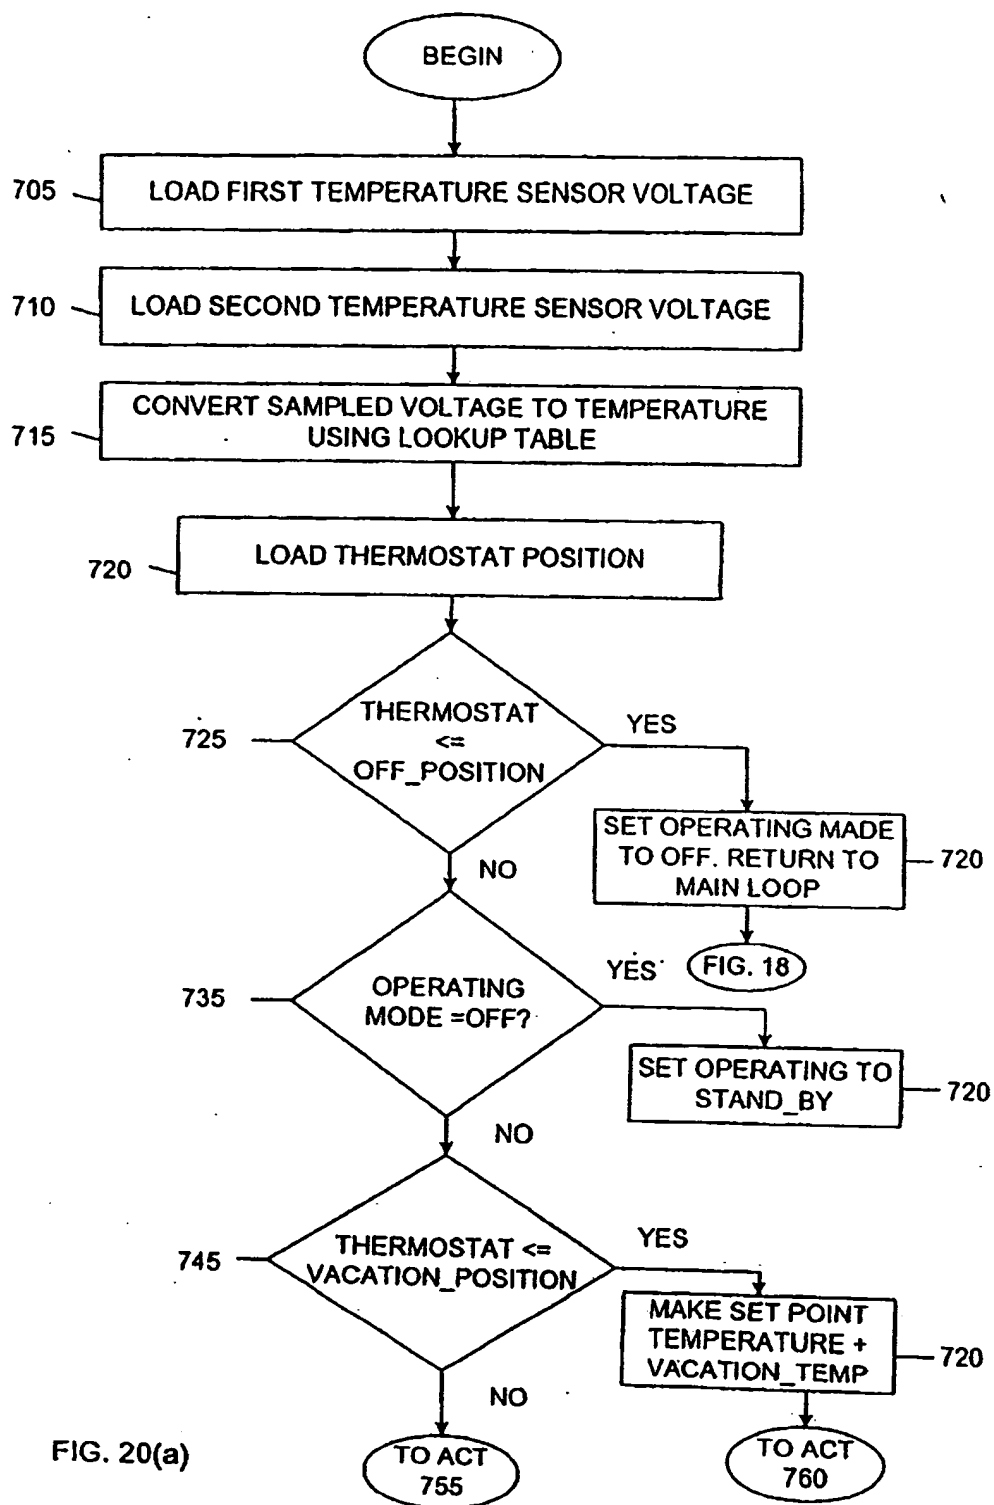 BEGIN
705
LOAD FIRST TEMPERATURE SENSOR VOLTAGE
710
LOAD SECOND TEMPERATURE SENSOR VOLTAGE
715
CONVERT SAMPLED VOLTAGE TO TEMPERATURE
USING LOOKUP TABLE
720
LOAD THERMOSTAT POSITION
725
THERMOSTAT
<=
OFF_POSITION
YES
SET OPERATING MADE
TO OFF. RETURN TO
MAIN LOOP
720
NO
FIG. 18
735
OPERATING
MODE =OFF?
YES
SET OPERATING TO
STAND_BY
720
NO
745
THERMOSTAT <=
VACATION_POSITION
YES
MAKE SET POINT
TEMPERATURE +
VACATION_TEMP
720
NO
TO ACT
755
TO ACT
760
FIG. 20(a)